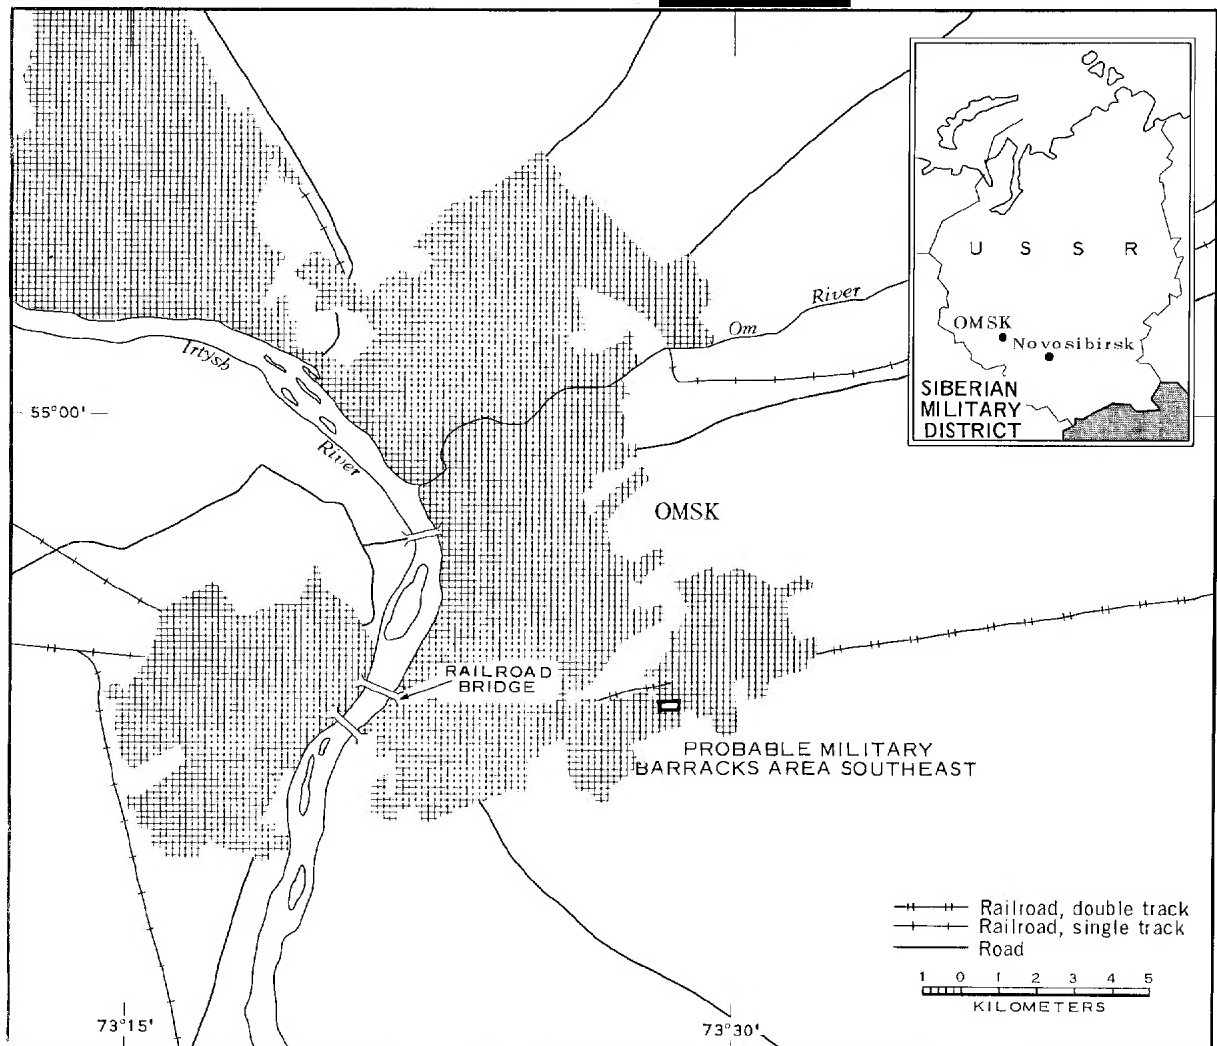 U S S R
OMSK
Novosibirsk
SIBERIAN
MILITARY
DISTRICT
River
Om
Irtysh
River
55°00'
OMSK
RAILROAD
BRIDGE
PROBABLE MILITARY
BARRACKS AREA SOUTHEAST
Railroad, double track
Railroad, single track
Road
1 0 1 2 3 4 5
KILOMETERS
73°15'
73°30'